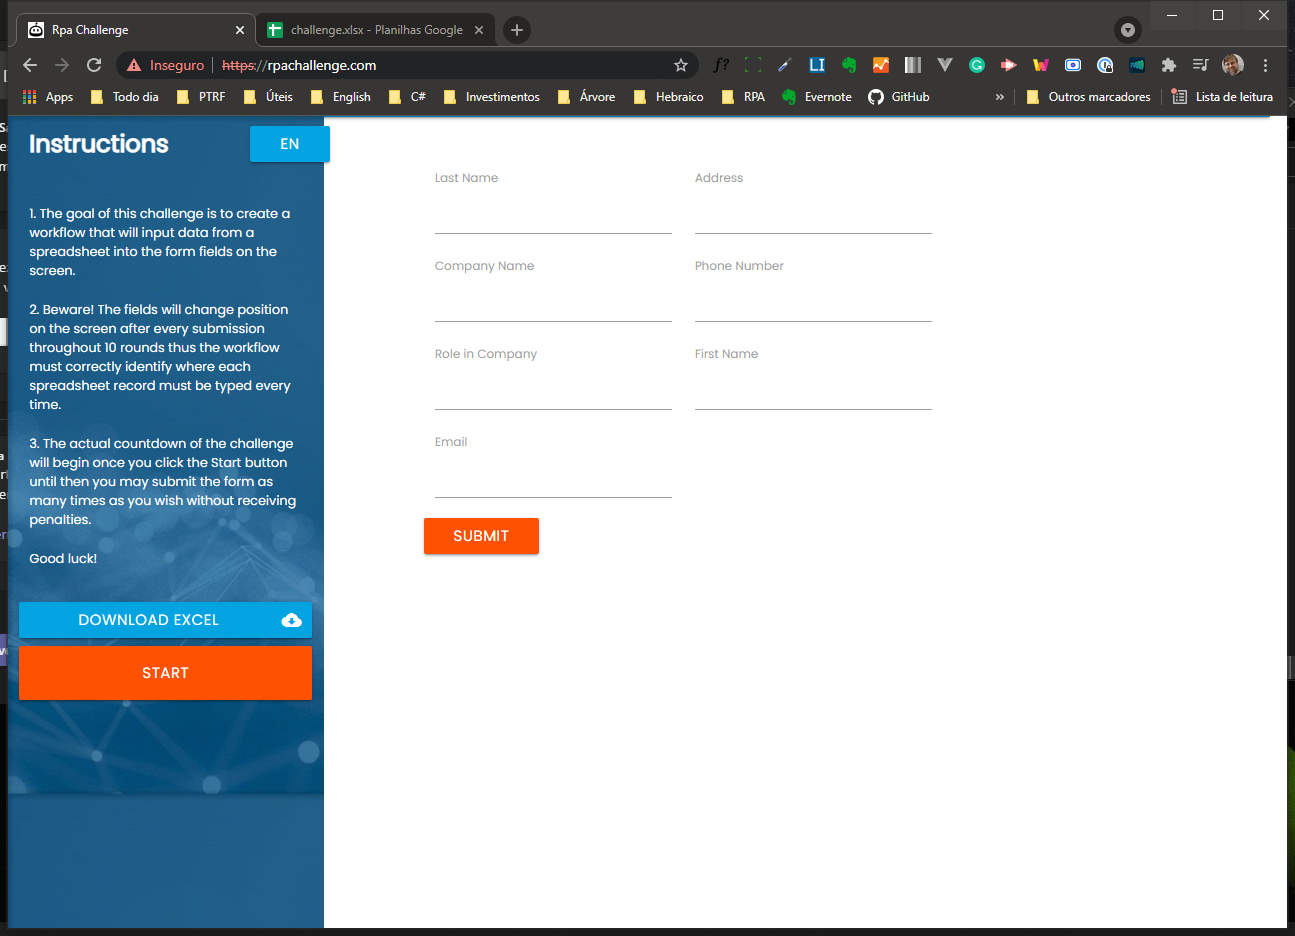 Rpa Challenge
challenge.xlsx - Planilhas Google
Inseguro
https://rpachallenge.com
f?
LI
Apps
Todo dia
PTRF
Úteis
English
C#
Investimentos
Árvore
Hebraico
RPA
Evernote
GitHub
»
Outros marcadores
Lista de leitura
Instructions
EN
1. The goal of this challenge is to create a
workflow that will input data from a
spreadsheet into the form fields on the
screen.
2. Beware! The fields will change position
on the screen after every submission
throughout 10 rounds thus the workflow
must correctly identify where each
spreadsheet record must be typed every
time.
3. The actual countdown of the challenge
will begin once you click the Start button
until then you may submit the form as
many times as you wish without receiving
penalties.
Good luck!
DOWNLOAD EXCEL
START
Last Name
Address
Company Name
Phone Number
Role in Company
First Name
Email
SUBMIT